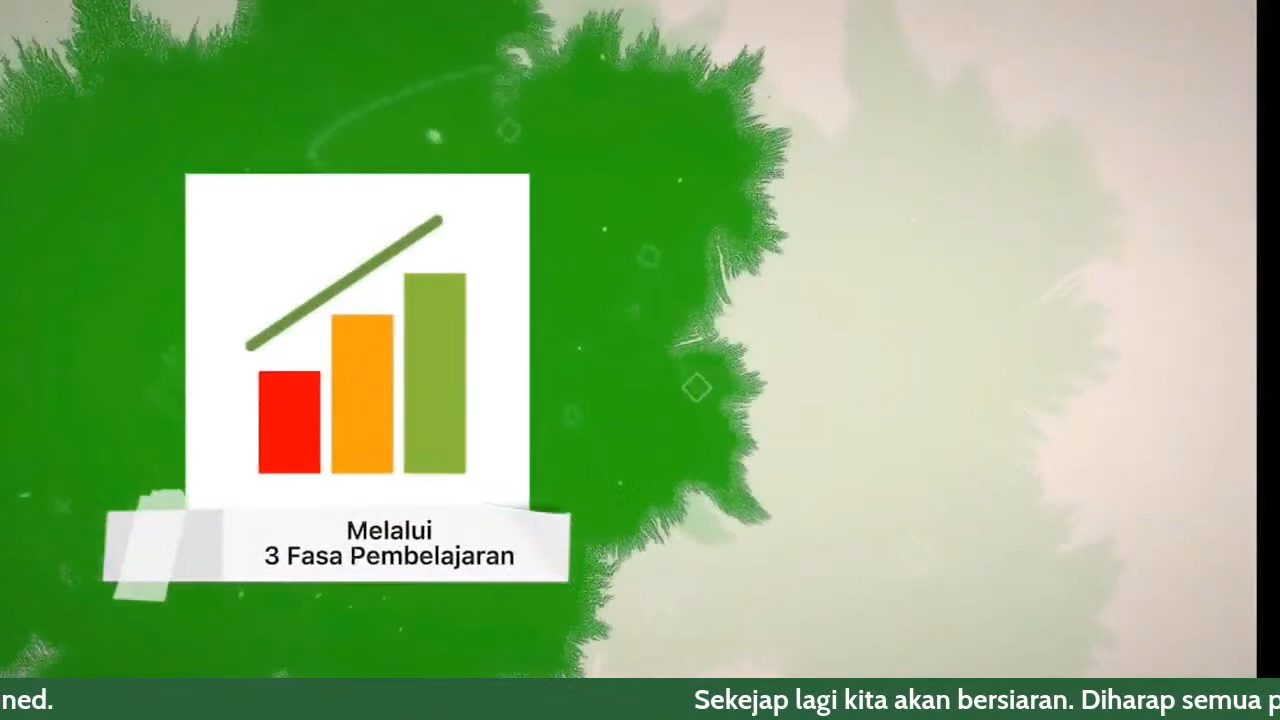 Melalui
3 Fasa Pembelajaran
ned.
Sekejap lagi kita akan bersiaran. Diharap semua p